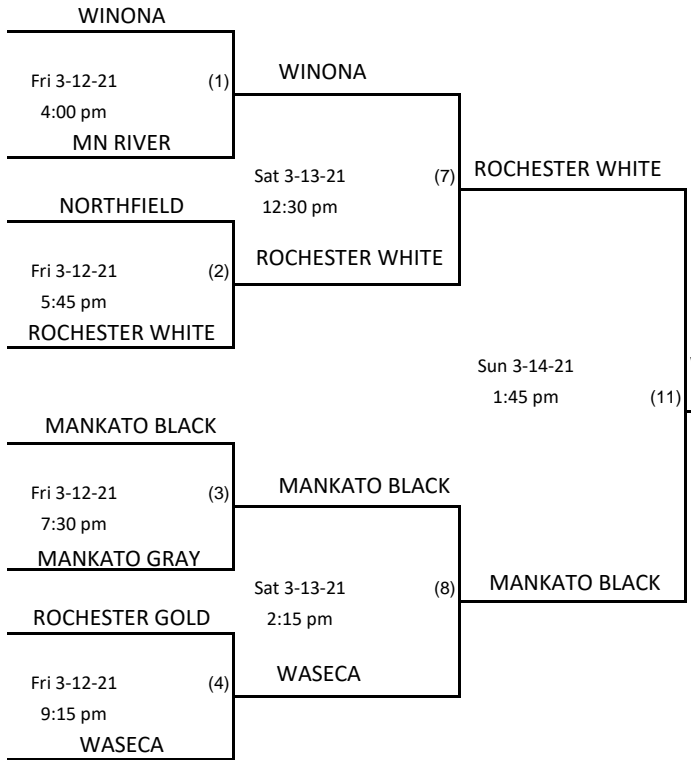 WINONA
Fri 3-12-21 (1)
4:00 pm
MN RIVER
WINONA
Sat 3-13-21 (7)
12:30 pm
ROCHESTER WHITE
NORTHFIELD
Fri 3-12-21 (2)
5:45 pm
ROCHESTER WHITE
ROCHESTER WHITE
Sun 3-14-21
1:45 pm (11)
MANKATO BLACK
MANKATO BLACK
Fri 3-12-21 (3)
7:30 pm
MANKATO GRAY
MANKATO BLACK
Sat 3-13-21 (8)
2:15 pm
WASECA
ROCHESTER GOLD
Fri 3-12-21 (4)
9:15 pm
WASECA